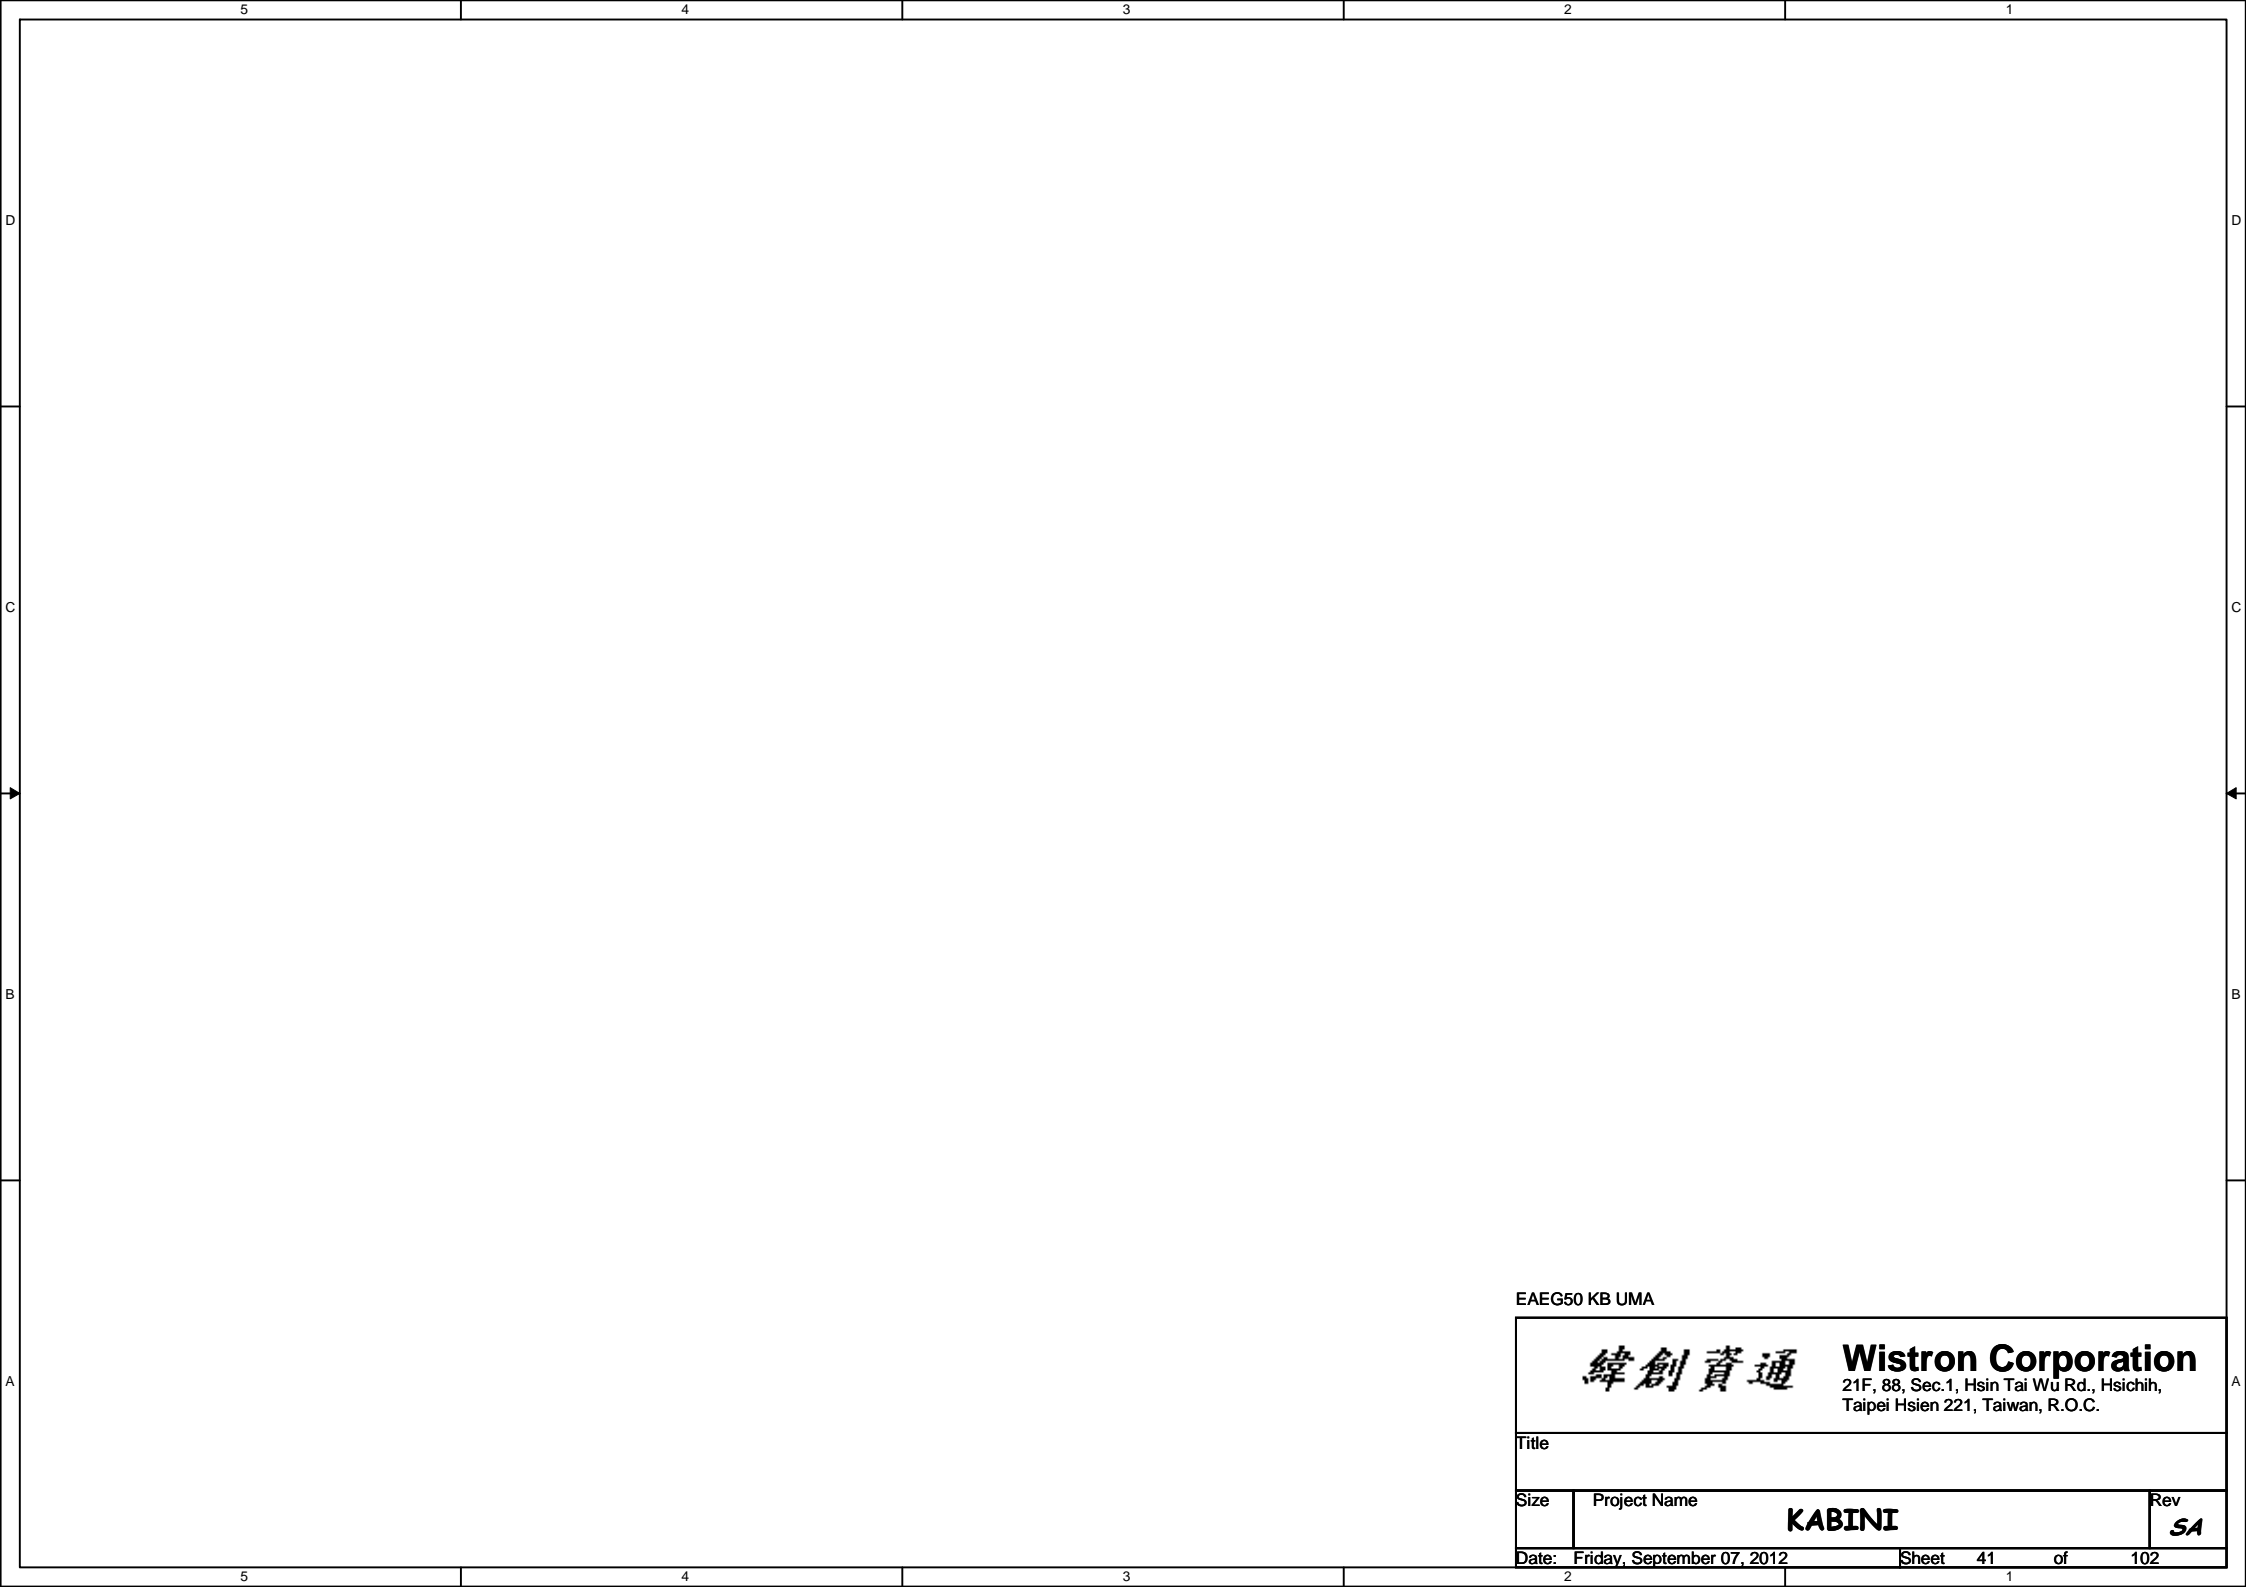 5 4 3 2 1
D D
C C
B B
EAEG50 KB UMA
緯創資通
Wistron Corporation
21F, 88, Sec.1, Hsin Tai Wu Rd., Hsichih,
Taipei Hsien 221, Taiwan, R.O.C.
A A
Title
Size Project Name Rev
KABINI
SA
Date: Friday, September 07, 2012 Sheet 41 of 102
5 4 3 2 1